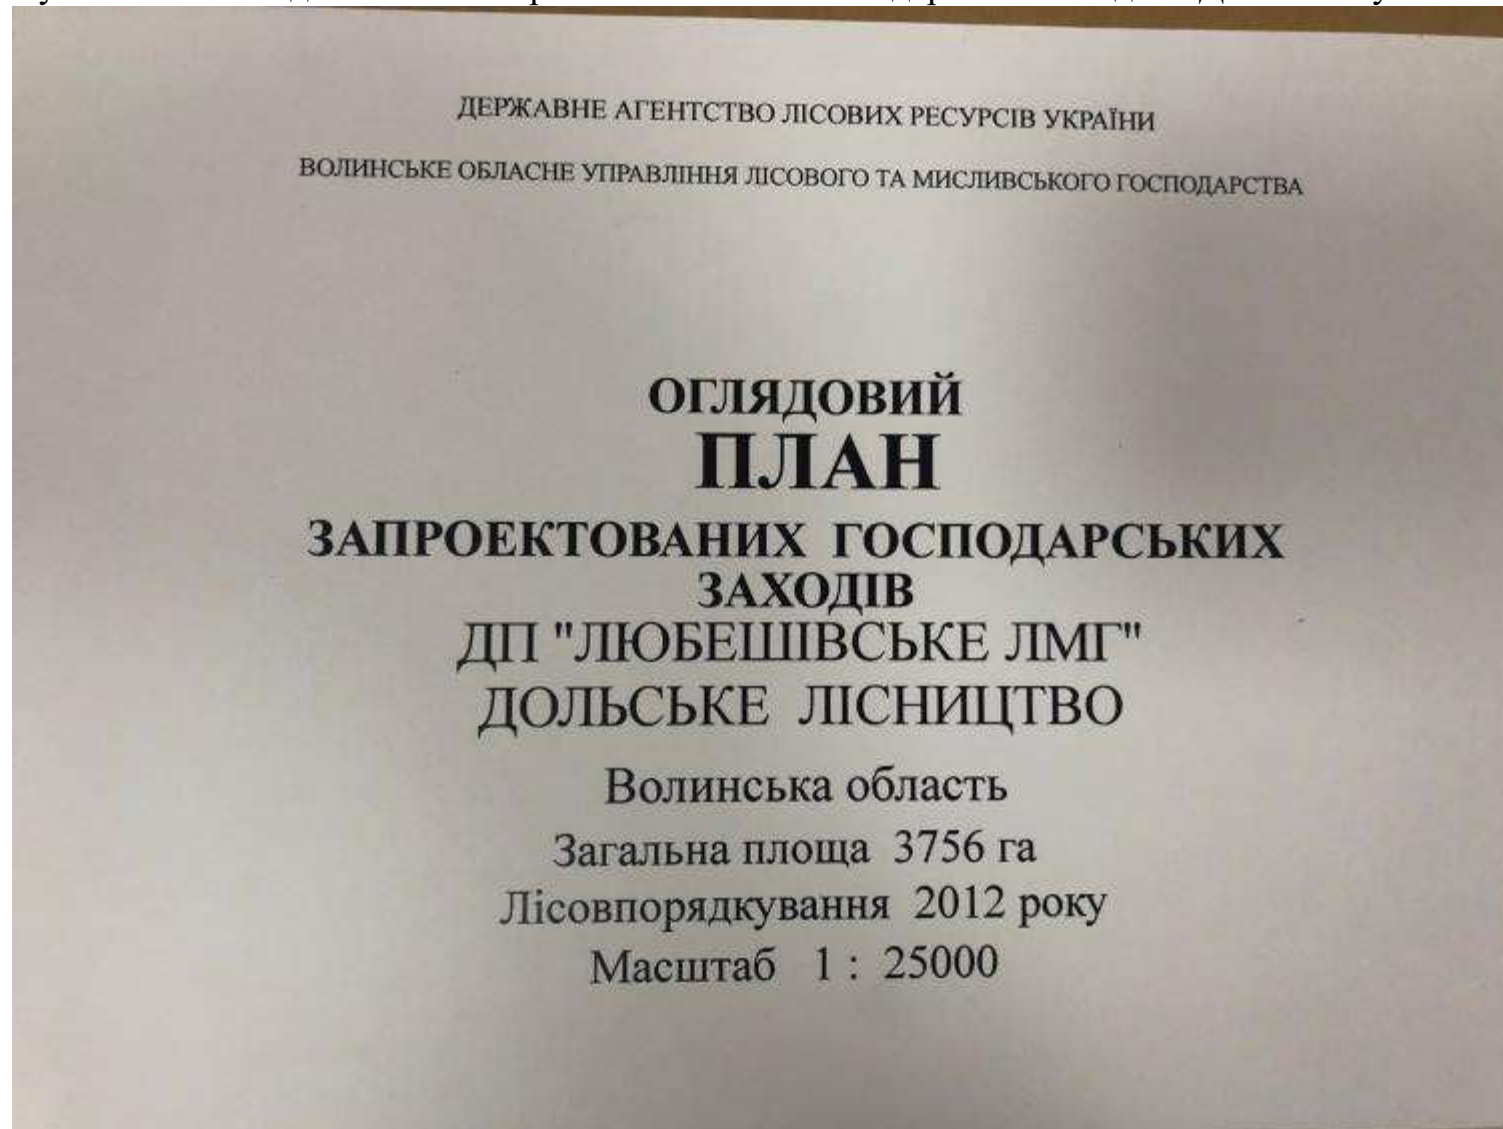 ДЕРЖАВНЕ АГЕНТСТВО ЛІСОВИХ РЕСУРСІВ УКРАЇНИ
ВОЛИНСЬКЕ ОБЛАСНЕ УПРАВЛІННЯ ЛІСОВОГО ТА МИСЛИВСЬКОГО ГОСПОДАРСТВА
ОГЛЯДОВИЙ
ПЛАН
ЗАПРОЕКТОВАНИХ ГОСПОДАРСЬКИХ
ЗАХОДІВ
ДП "ЛЮБЕШІВСЬКЕ ЛМГ"
ДОЛЬСЬКЕ ЛІСНИЦТВО
Волинська область
Загальна площа 3756 га
Лісовпорядкування 2012 року
Масштаб 1 : 25000